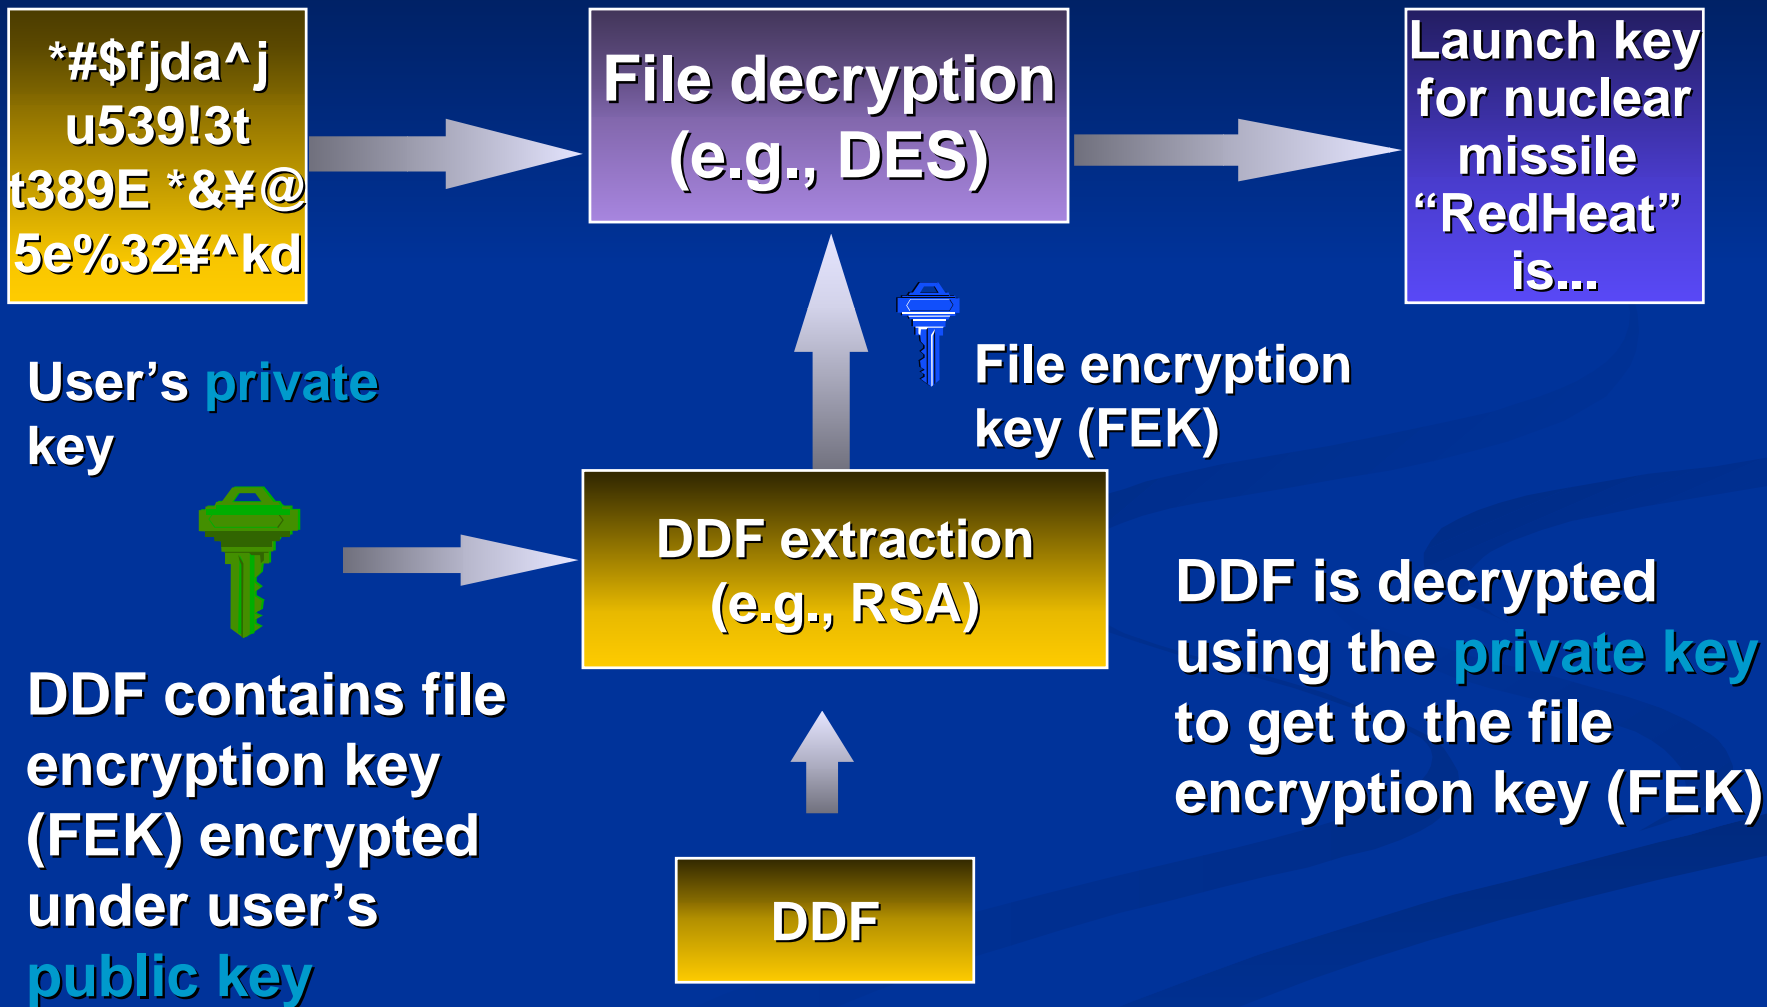 *#$fjda^j
u539!3t
t389E *&¥@
5e%32¥^kd
File decryption
(e.g., DES)
Launch key
for nuclear
missile
“RedHeat”
is...
User’s private
key
File encryption
key (FEK)
DDF extraction
(e.g., RSA)
DDF contains file
encryption key
(FEK) encrypted
under user’s
public key
DDF is decrypted
using the private key
to get to the file
encryption key (FEK)
DDF